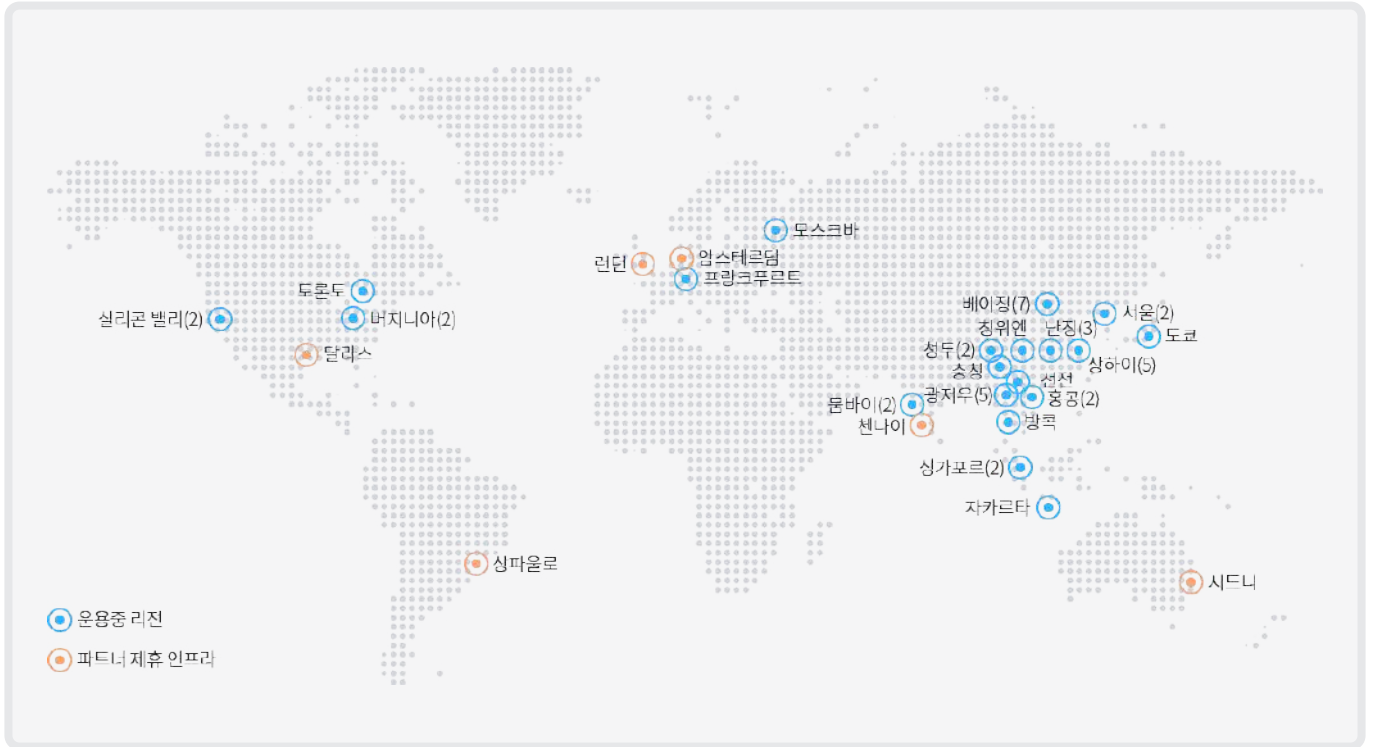 모스크바
런던
암스테르담
프랑크푸르트
토론토
실리콘 밸리(2)
버지니아(2)
달라스
베이징(7)
서울(2)
칭위엔
난징(3)
도쿄
청두(2)
상하이(5)
충칭
선전
광저우(5)
홍콩(2)
뭄바이(2)
첸나이
방콕
싱가포르(2)
자카르타
상파울로
시드니
운용중 리전
파트너 제휴 인프라